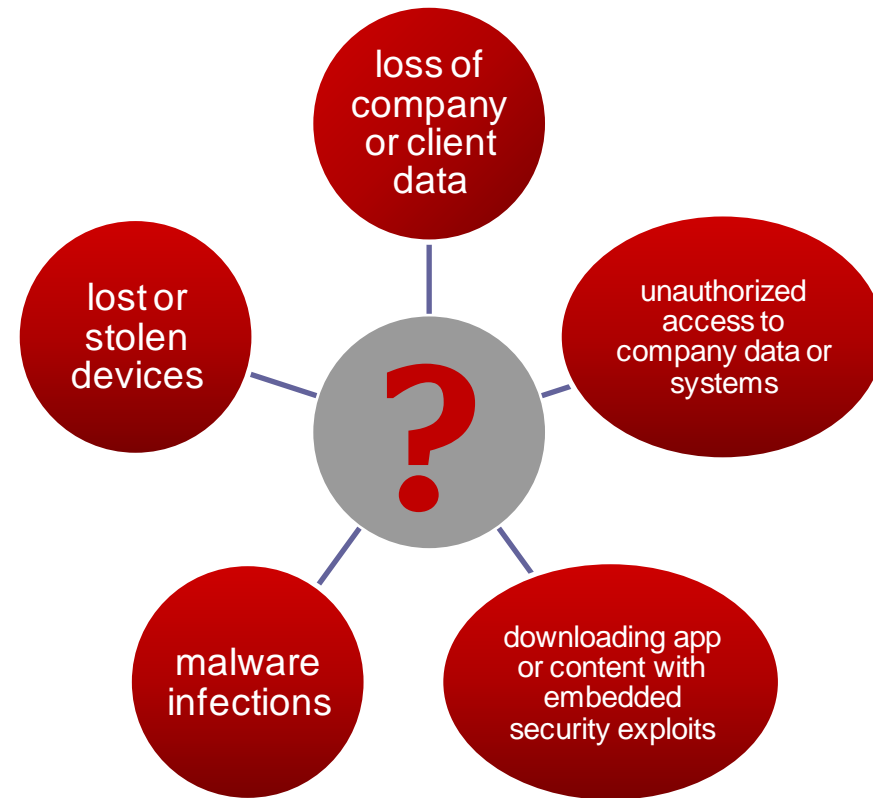 loss of
company
or client
data
unauthorized
access to
company data or
systems
downloading app
or content with
embedded
security exploits
malware
infections
lost or
stolen
devices
?